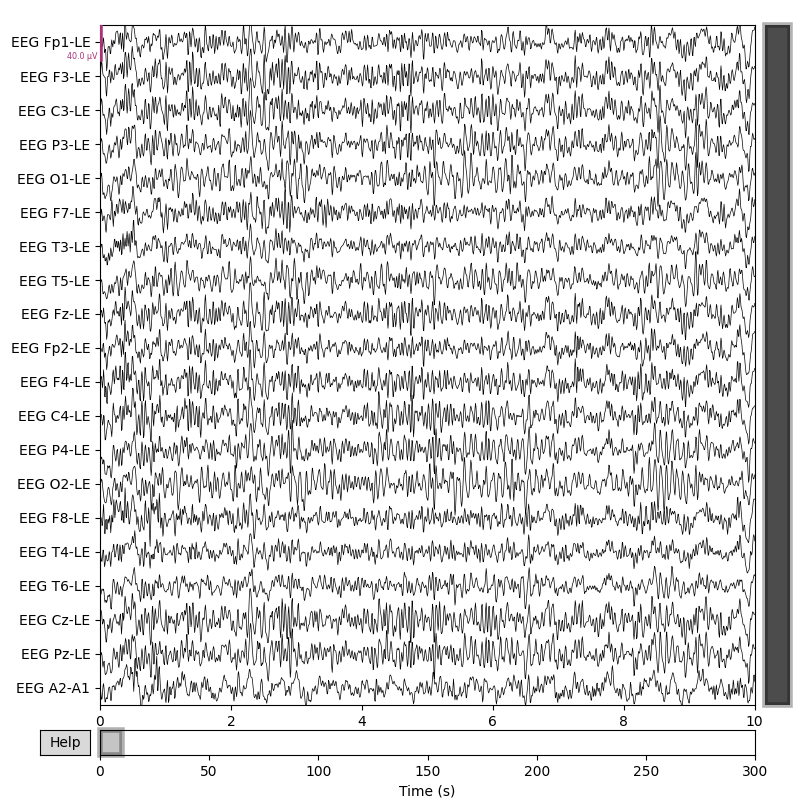 EEG Fp1-LE
40.0 µV
EEG F3-LE
EEG C3-LE
EEG P3-LE
EEG O1-LE
EEG F7-LE
EEG T3-LE
EEG T5-LE
EEG Fz-LE
EEG Fp2-LE
EEG F4-LE
EEG C4-LE
EEG P4-LE
EEG O2-LE
EEG F8-LE
EEG T4-LE
EEG T6-LE
EEG Cz-LE
EEG Pz-LE
EEG A2-A1
0 2 4 6 8 10
Help
0 50 100 150 200 250 300
Time (s)